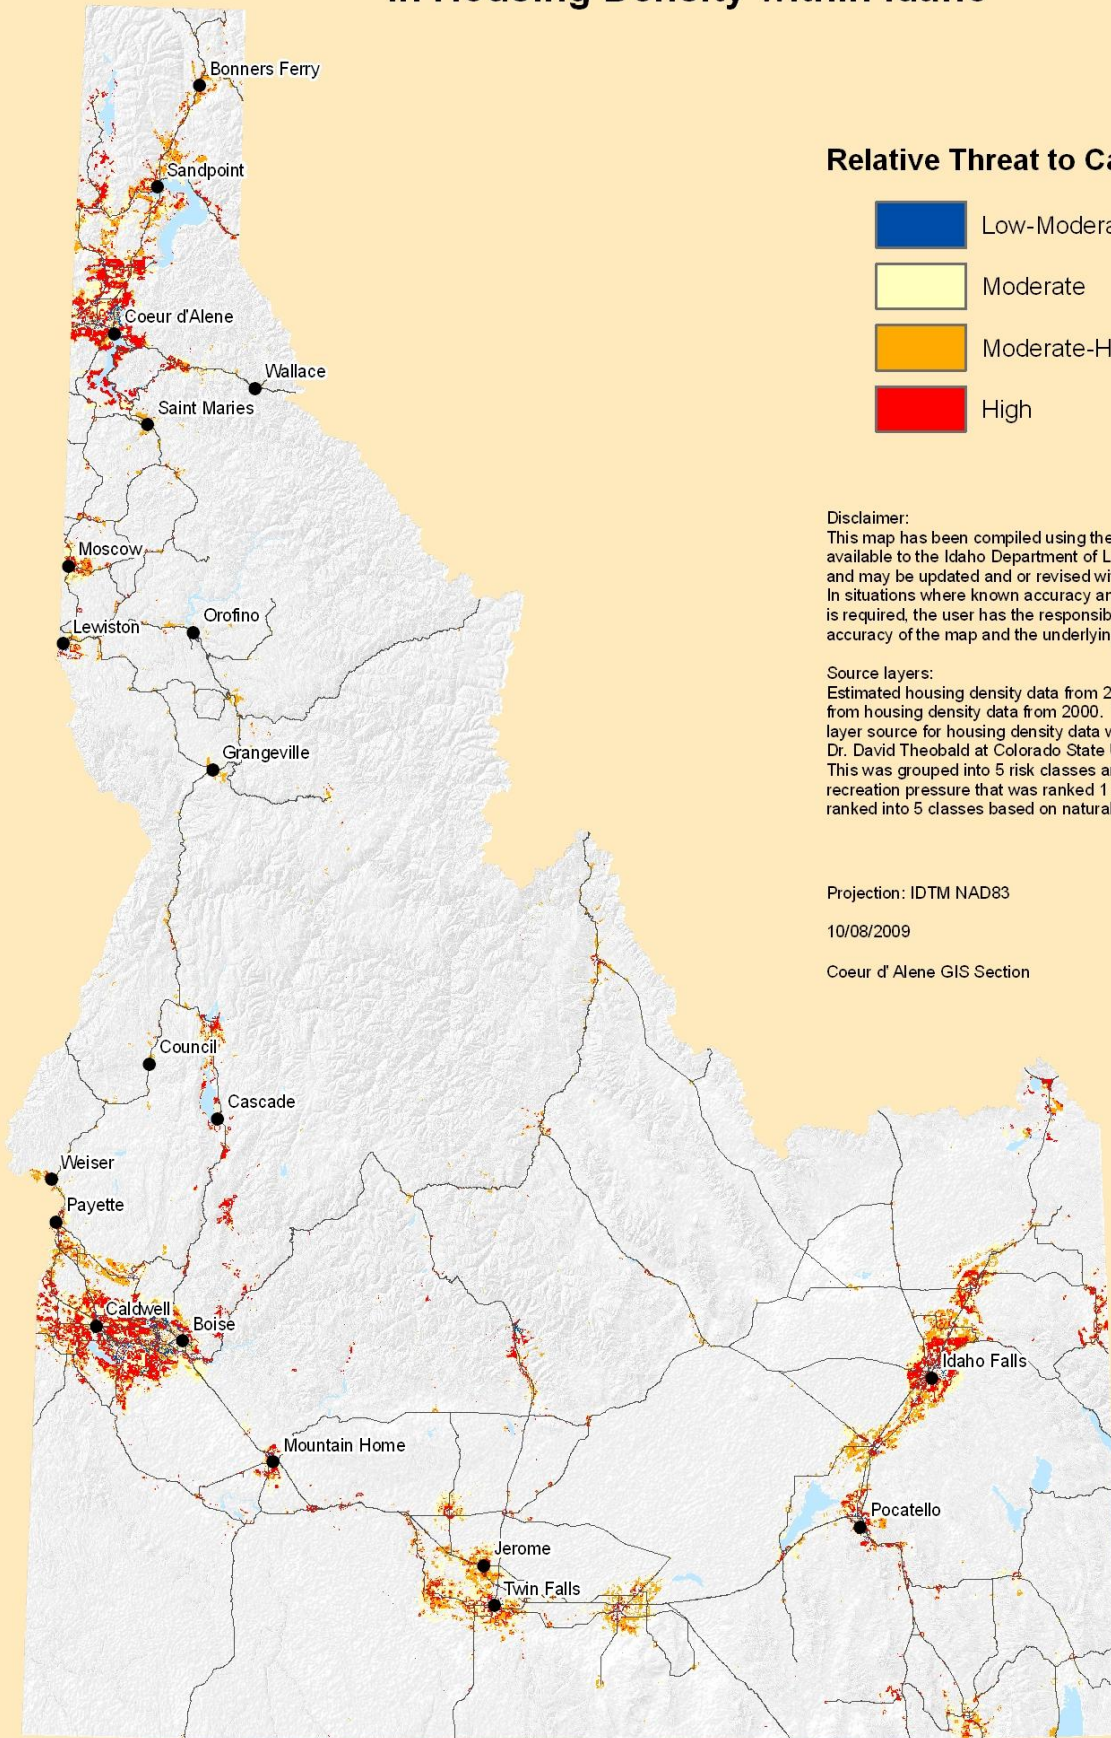 in Housing Density within Idaho
Bonners Ferry
Sandpoint
Coeur d'Alene
Wallace
Saint Maries
Moscow
Lewiston
Orofino
Grangeville
Council
Cascade
Weiser
Payette
Caldwell
Boise
Mountain Home
Jerome
Twin Falls
Idaho Falls
Pocatello
Relative Threat to Ca
Low-Modera
Moderate
Moderate-H
High
Disclaimer:
This map has been compiled using the
available to the Idaho Department of L
and may be updated and or revised wi
In situations where known accuracy an
is required, the user has the responsib
accuracy of the map and the underlyin
Source layers:
Estimated housing density data from 2
from housing density data from 2000.
layer source for housing density data w
Dr. David Theobald at Colorado State
This was grouped into 5 risk classes a
recreation pressure that was ranked 1
ranked into 5 classes based on natura
Projection: IDTM NAD83
10/08/2009
Coeur d' Alene GIS Section